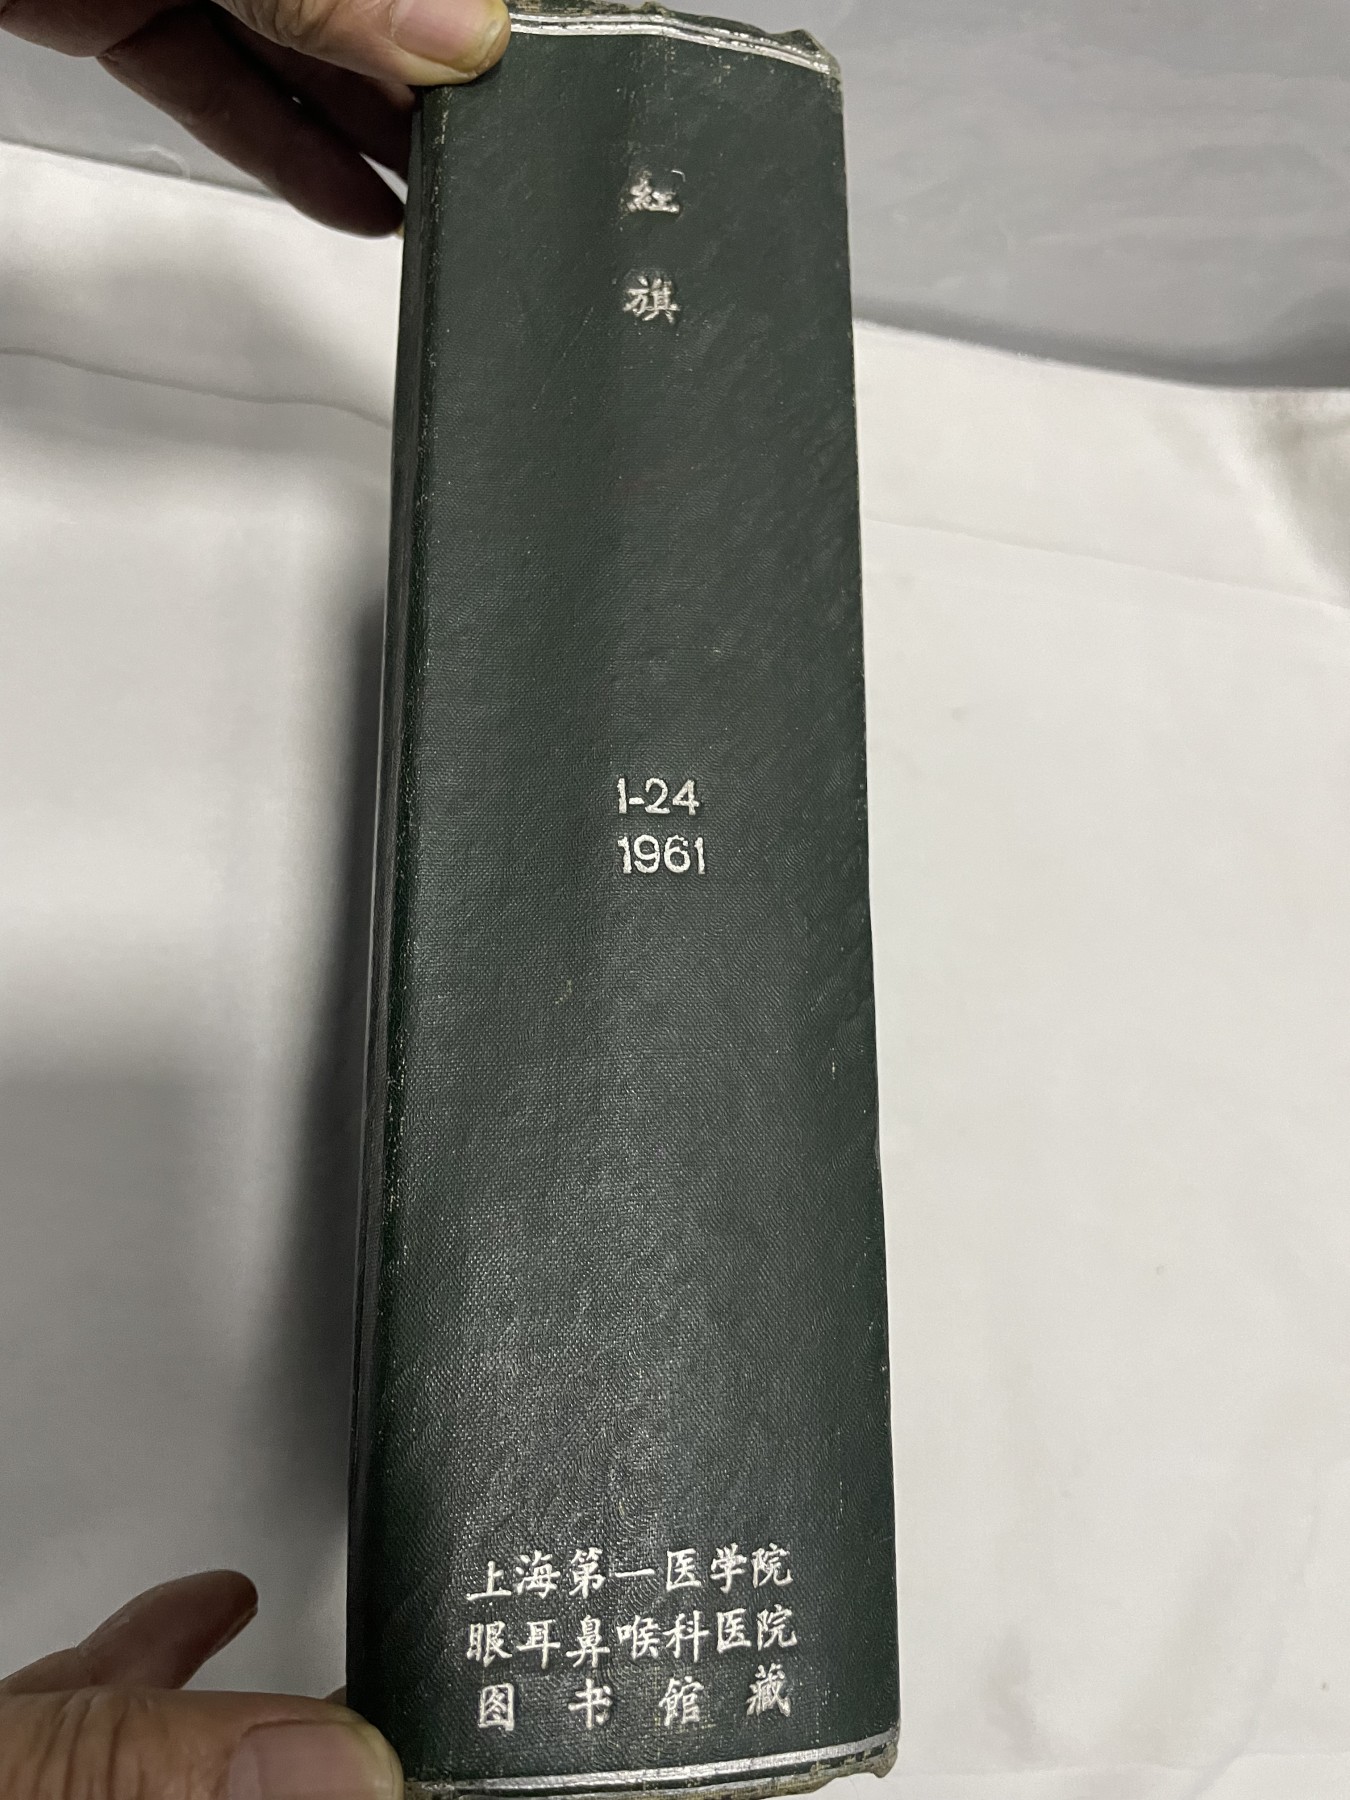 紅旗
1-24
1961
上海第一医学院
眼耳鼻喉科医院
图书館藏